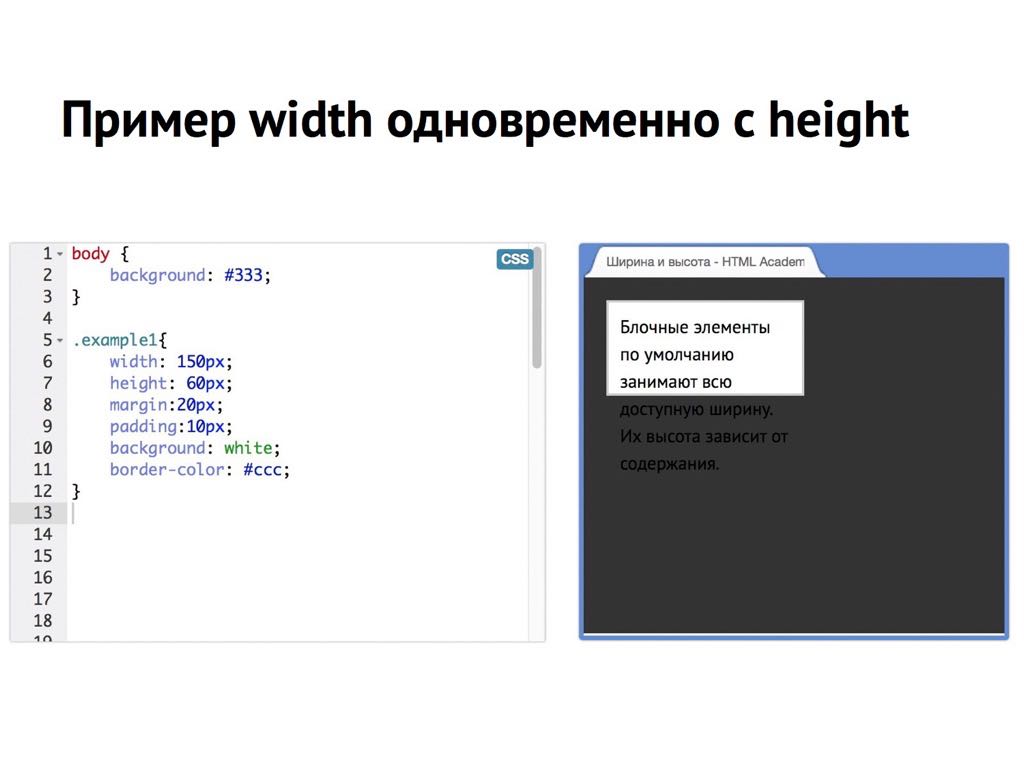 Пример width одновременно с height
1 body {
2 background: #333;
3 }
4
5 .example1{
6 width: 150px;
7 height: 60px;
8 margin:20px;
9 padding:10px;
10 background: white;
11 border-color: #ccc;
12 }
13
14
15
16
17
18
19
CSS
Ширина и высота - HTML Academ
Блочные элементы
по умолчанию
занимают всю
доступную ширину.
Их высота зависит от
содержания.